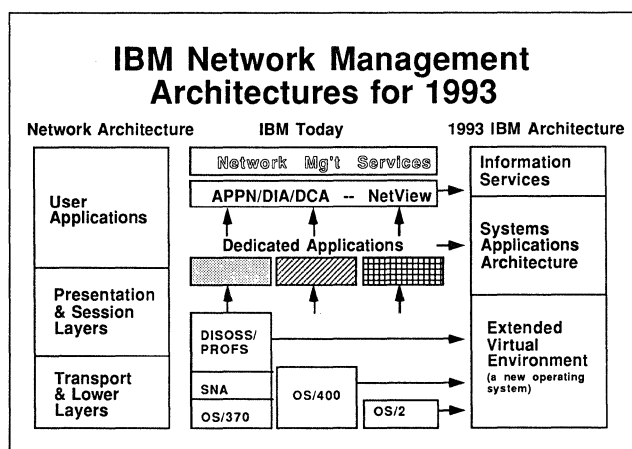 IBM Network Management
Architectures for 1993
Network Architecture
IBM Today
1993 IBM Architecture
User
Applications
Presentation
& Session
Layers
Transport
& Lower
Layers
Network Mg't Services
APPN/DIA/DCA -- NetView
Dedicated Applications
DISOSS/
PROFS
SNA
OS/370
OS/400
OS/2
Information
Services
Systems
Applications
Architecture
Extended
Virtual
Environment
(a new operating
system)